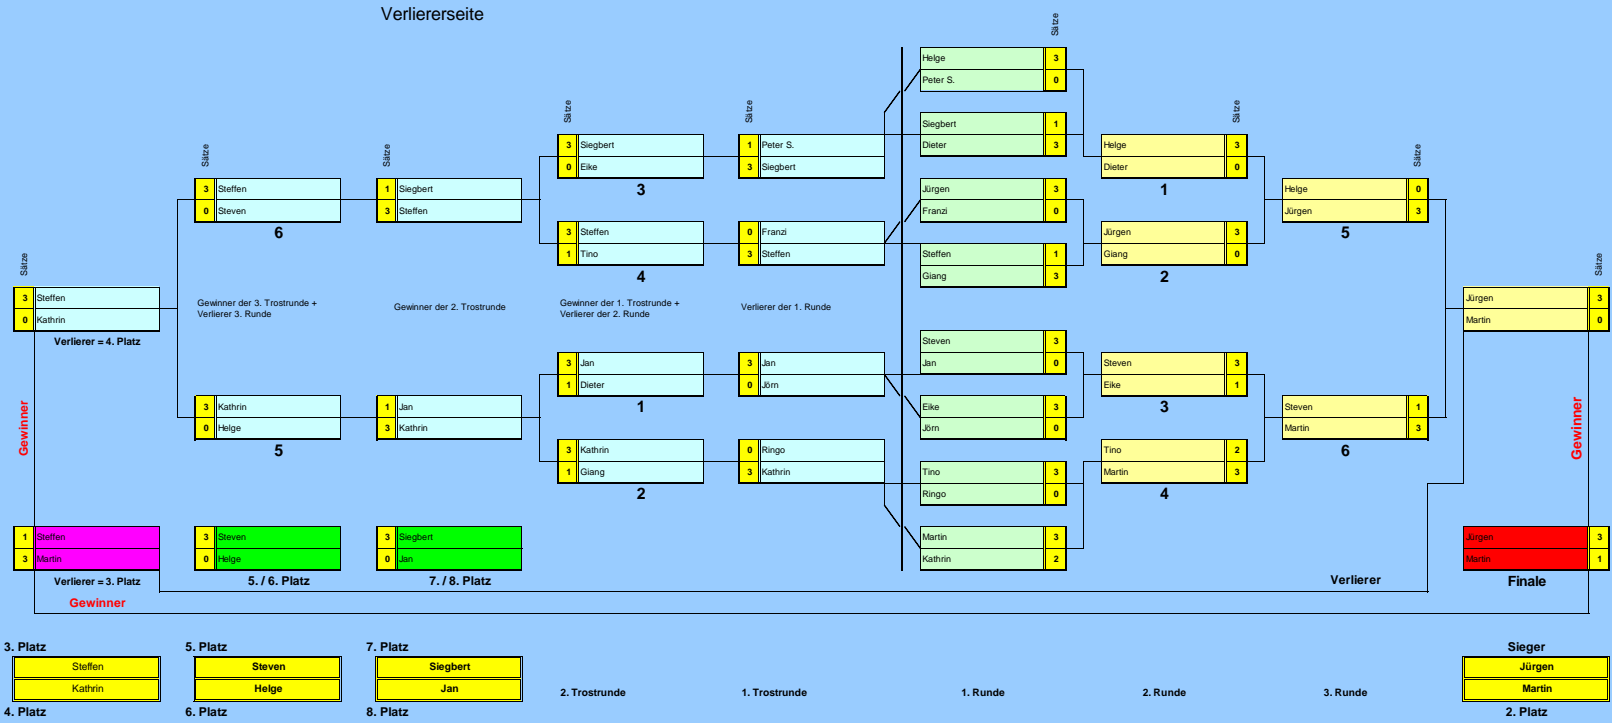 Verliererseite
Sätze
Helge 3
Peter S. 0
Siegbert 1
Dieter 3
Jürgen 3
Franzi 0
Steffen 1
Giang 3
Steven 3
Jan 0
Eike 3
Jörn 0
Tino 3
Ringo 0
Martin 3
Kathrin 2
Sätze
1 Peter S.
3 Siegbert
0 Franzi
3 Steffen
Verlierer der 1. Runde
3 Jan
0 Jörn
0 Ringo
3 Kathrin
Sätze
3 Siegbert
0 Eike
3
3 Steffen
1 Tino
4
Gewinner der 1. Trostrunde +
Verlierer der 2. Runde
3 Jan
1 Dieter
1
3 Kathrin
1 Giang
2
Sätze
1 Siegbert
3 Steffen
Gewinner der 2. Trostrunde
1 Jan
3 Kathrin
3 Siegbert
0 Jan
7. / 8. Platz
Sätze
3 Steffen
0 Steven
6
Gewinner der 3. Trostrunde +
Verlierer 3. Runde
3 Kathrin
0 Helge
5
3 Steven
0 Helge
5. / 6. Platz
Sätze
3 Steffen
0 Kathrin
Verlierer = 4. Platz
Gewinner
1 Steffen
3 Martin
Verlierer = 3. Platz
Gewinner
Sätze
Helge 3
Dieter 0
1
Jürgen 3
Giang 0
2
Steven 3
Eike 1
3
Tino 2
Martin 3
4
Sätze
Helge 0
Jürgen 3
5
Steven 1
Martin 3
6
Verlierer
Sätze
Jürgen 3
Martin 0
Gewinner
Jürgen 3
Martin 1
Finale
3. Platz
Steffen
Kathrin
4. Platz
5. Platz
Steven
Helge
6. Platz
7. Platz
Siegbert
Jan
8. Platz
2. Trostrunde
1. Trostrunde
1. Runde
2. Runde
3. Runde
Sieger
Jürgen
Martin
2. Platz